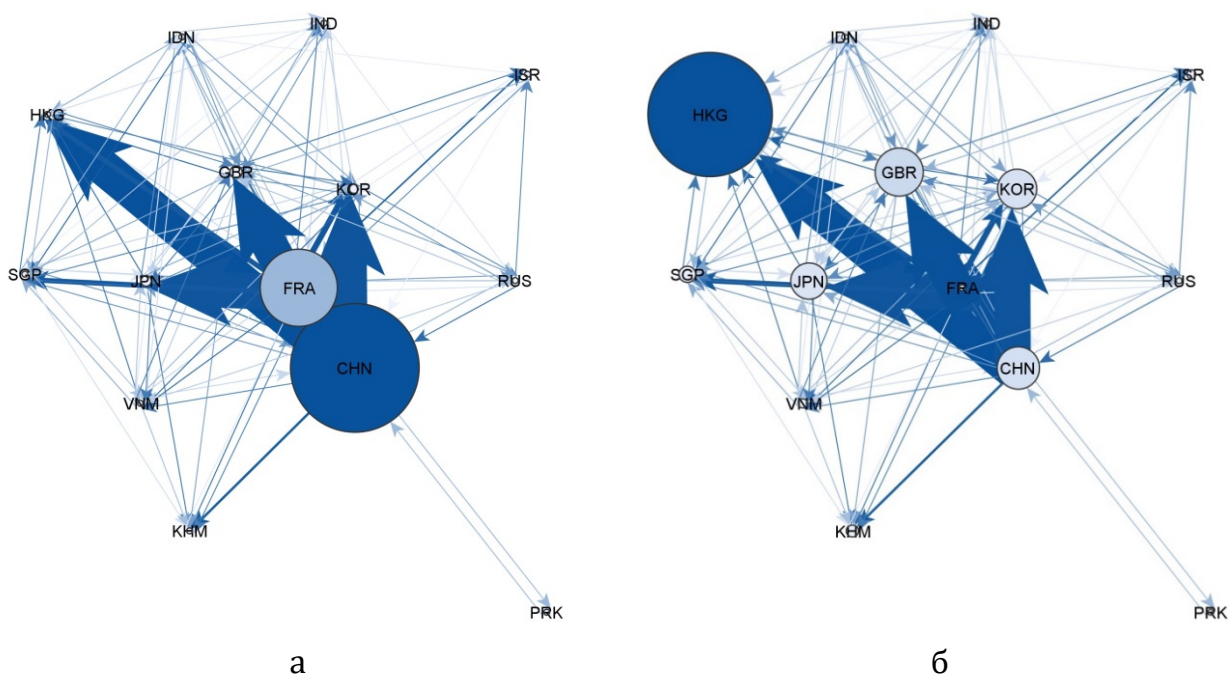 IND
IDN
ISR
HKG
GBR
KOR
SGP
JPN
FRA
RUS
CHN
VNM
KHM
PRK
а
IND
IDN
ISR
HKG
GBR
KOR
SGP
JPN
FRA
RUS
CHN
VNM
KHM
PRK
б